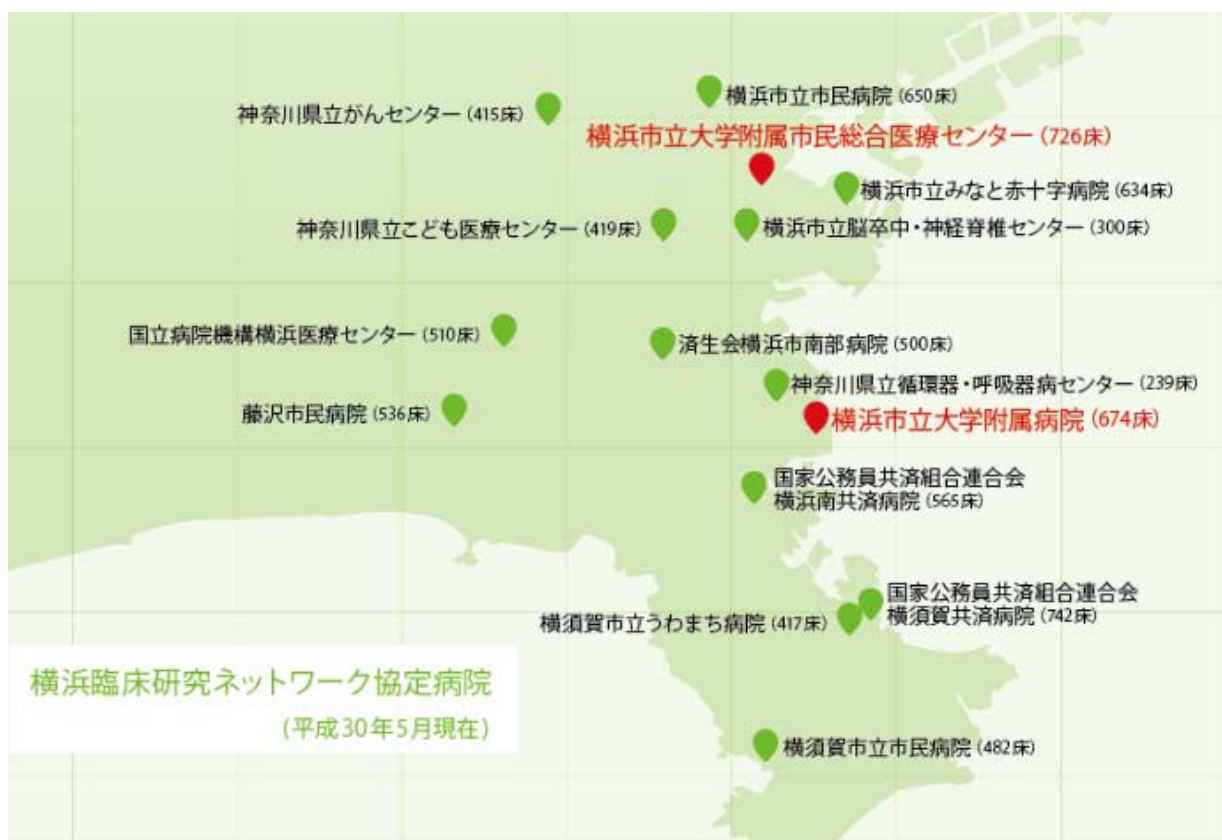 横浜市立市民病院 (650床)
神奈川県立がんセンター (415床)
横浜市立大学附属市民総合医療センター (726床)
横浜市立みなと赤十字病院 (634床)
神奈川県立こども医療センター (419床)
横浜市立脳卒中・神経脊椎センター (300床)
国立病院機構横浜医療センター (510床)
済生会横浜市南部病院 (500床)
神奈川県立循環器・呼吸器病センター (239床)
藤沢市民病院 (536床)
横浜市立大学附属病院 (674床)
国家公務員共済組合連合会
横浜南共済病院 (565床)
国家公務員共済組合連合会
横須賀共済病院 (742床)
横須賀市立うわまち病院 (417床)
横浜臨床研究ネットワーク協定病院
(平成30年5月現在)
横須賀市立市民病院 (482床)